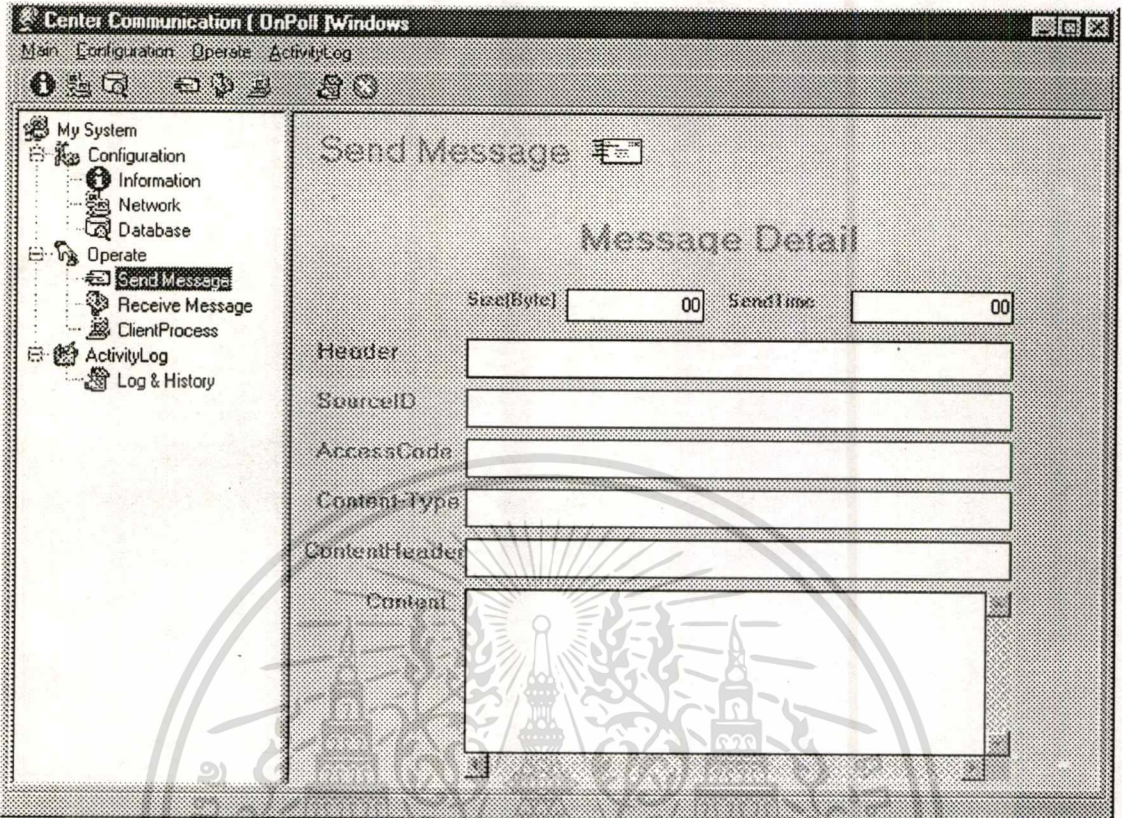 Center Communication ( OnPoll )Windows
Main Configuration Operate ActivityLog
My System
Configuration
Information
Network
Database
Operate
Send Message
Receive Message
ClientProcess
ActivityLog
Log & History
Send Message
Message Detail
Size[Byte] 00 SendTime 00
Header
SourceID
AccessCode
Content-Type
ContentHeader
Content